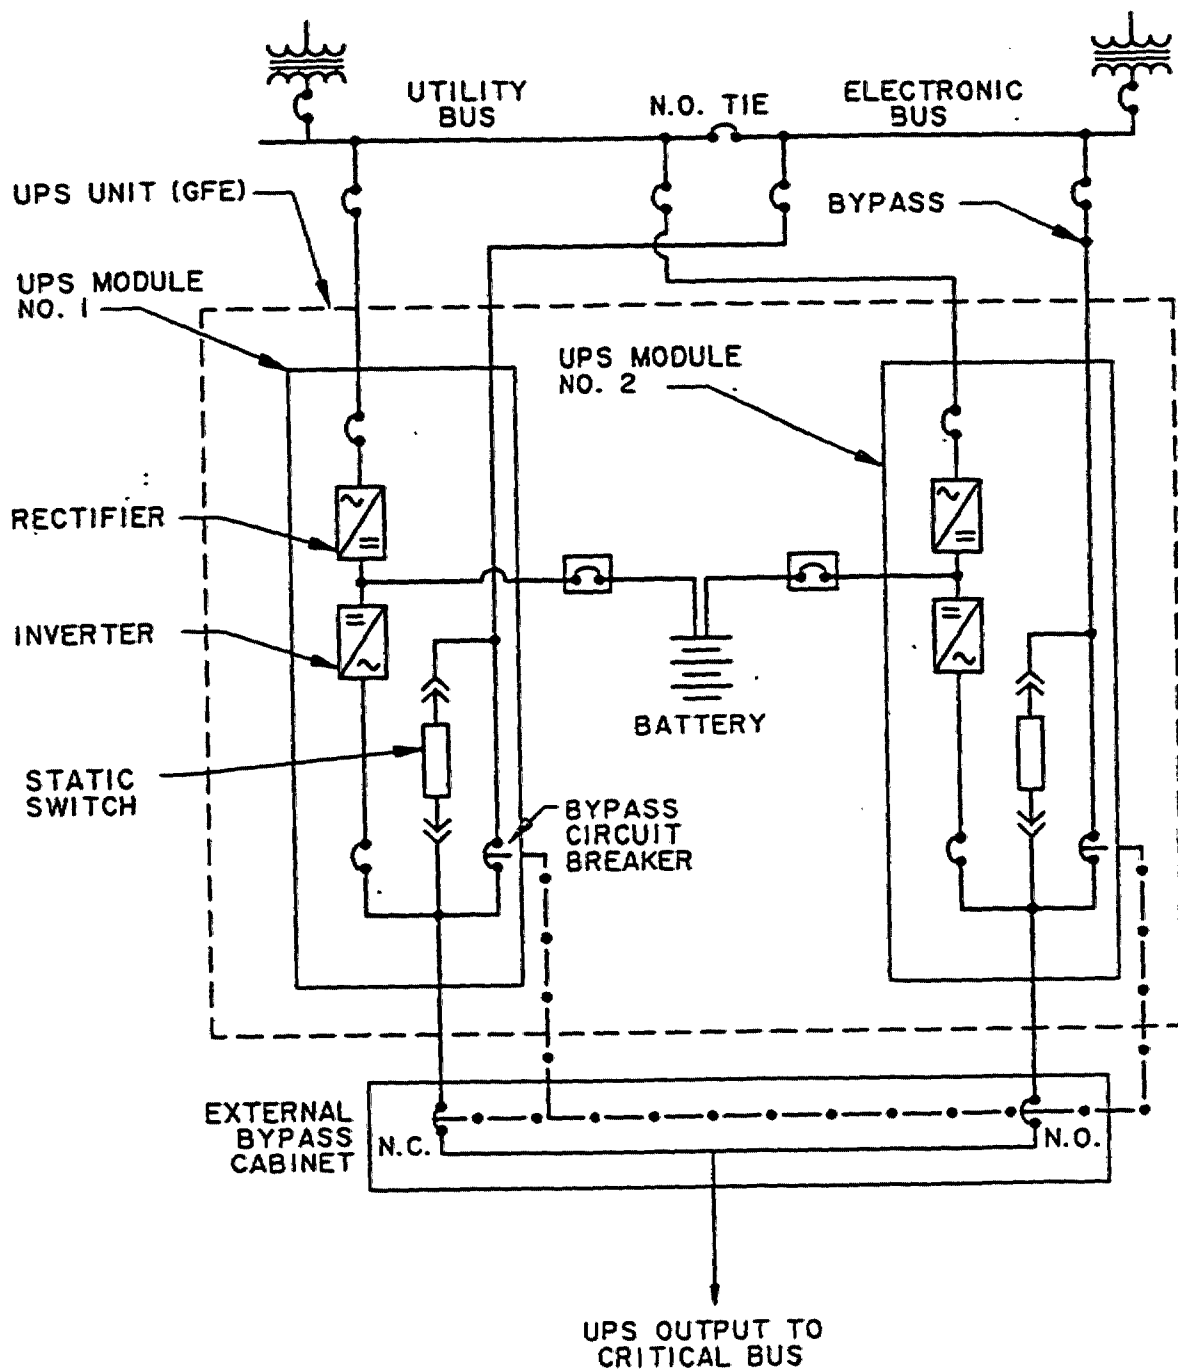 UTILITY
BUS
N.O. TIE
ELECTRONIC
BUS
UPS UNIT (GFE)
BYPASS
UPS MODULE
NO. 1
UPS MODULE
NO. 2
RECTIFIER
INVERTER
BATTERY
STATIC
SWITCH
BYPASS
CIRCUIT
BREAKER
EXTERNAL
BYPASS
CABINET
N.C.
N.O.
UPS OUTPUT TO
CRITICAL BUS